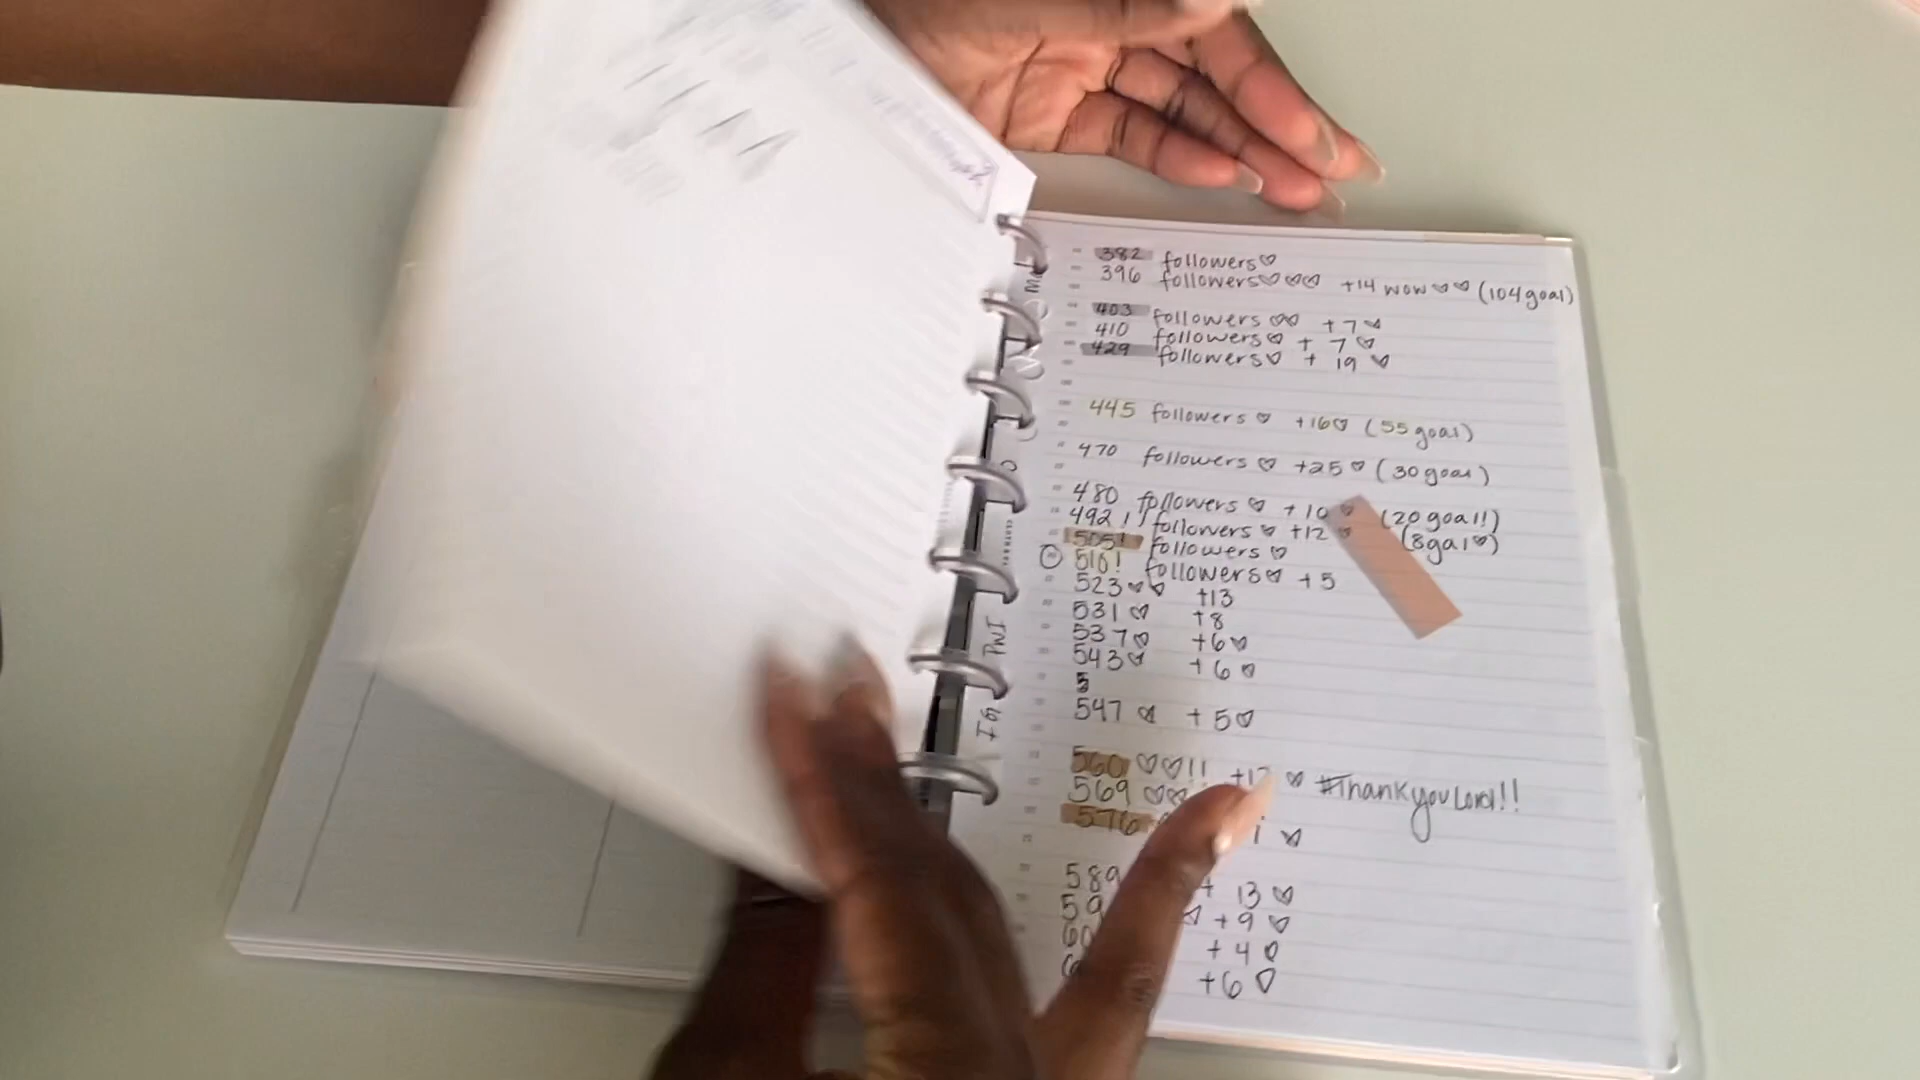 382 followers♡
396 followers♡♡♡ +14 wow♡♡ (104 goal)
403 followers ♡♡ +7♡
410 followers♡ + 7♡
429 followers♡ + 19 ♡
445 followers♡ +16♡ (55 goal)
470 followers♡ +25♡ (30 goal)
480 followers♡ +10♡ (20 goal!)
492!! followers♡ +12♡ (8 gal♡)
505! followers♡
510! followers♡ +5
523♡♡ +13
531♡ +8
537♡ +6♡
543♡ +6♡
5
547♡ +5♡
560♡♡!! ♡ #ThankyouLord!!
569♡♡
576 ♡
589 + 13♡
+9♡
+4♡
+6♡